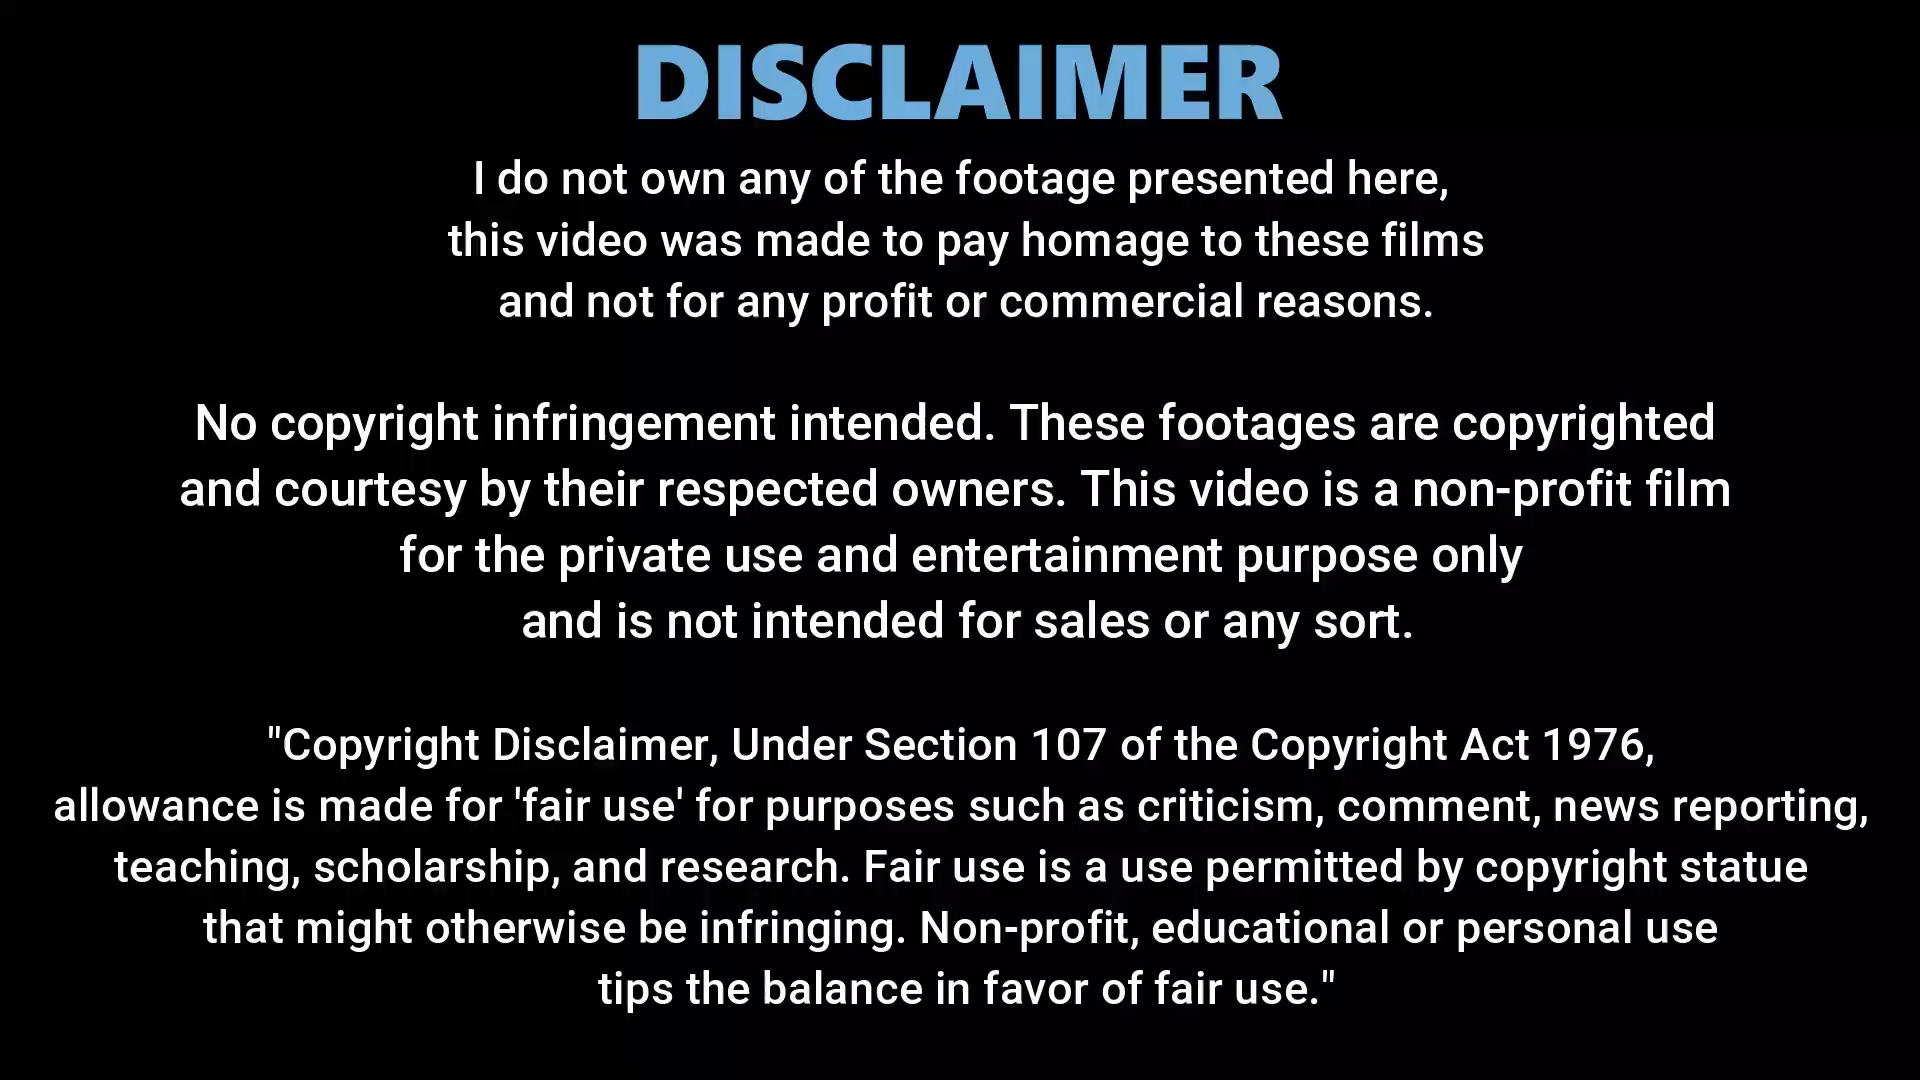 DISCLAIMER
I do not own any of the footage presented here,
this video was made to pay homage to these films
and not for any profit or commercial reasons.
No copyright infringement intended. These footages are copyrighted
and courtesy by their respected owners. This video is a non-profit film
for the private use and entertainment purpose only
and is not intended for sales or any sort.
"Copyright Disclaimer, Under Section 107 of the Copyright Act 1976,
allowance is made for 'fair use' for purposes such as criticism, comment, news reporting,
teaching, scholarship, and research. Fair use is a use permitted by copyright statue
that might otherwise be infringing. Non-profit, educational or personal use
tips the balance in favor of fair use."